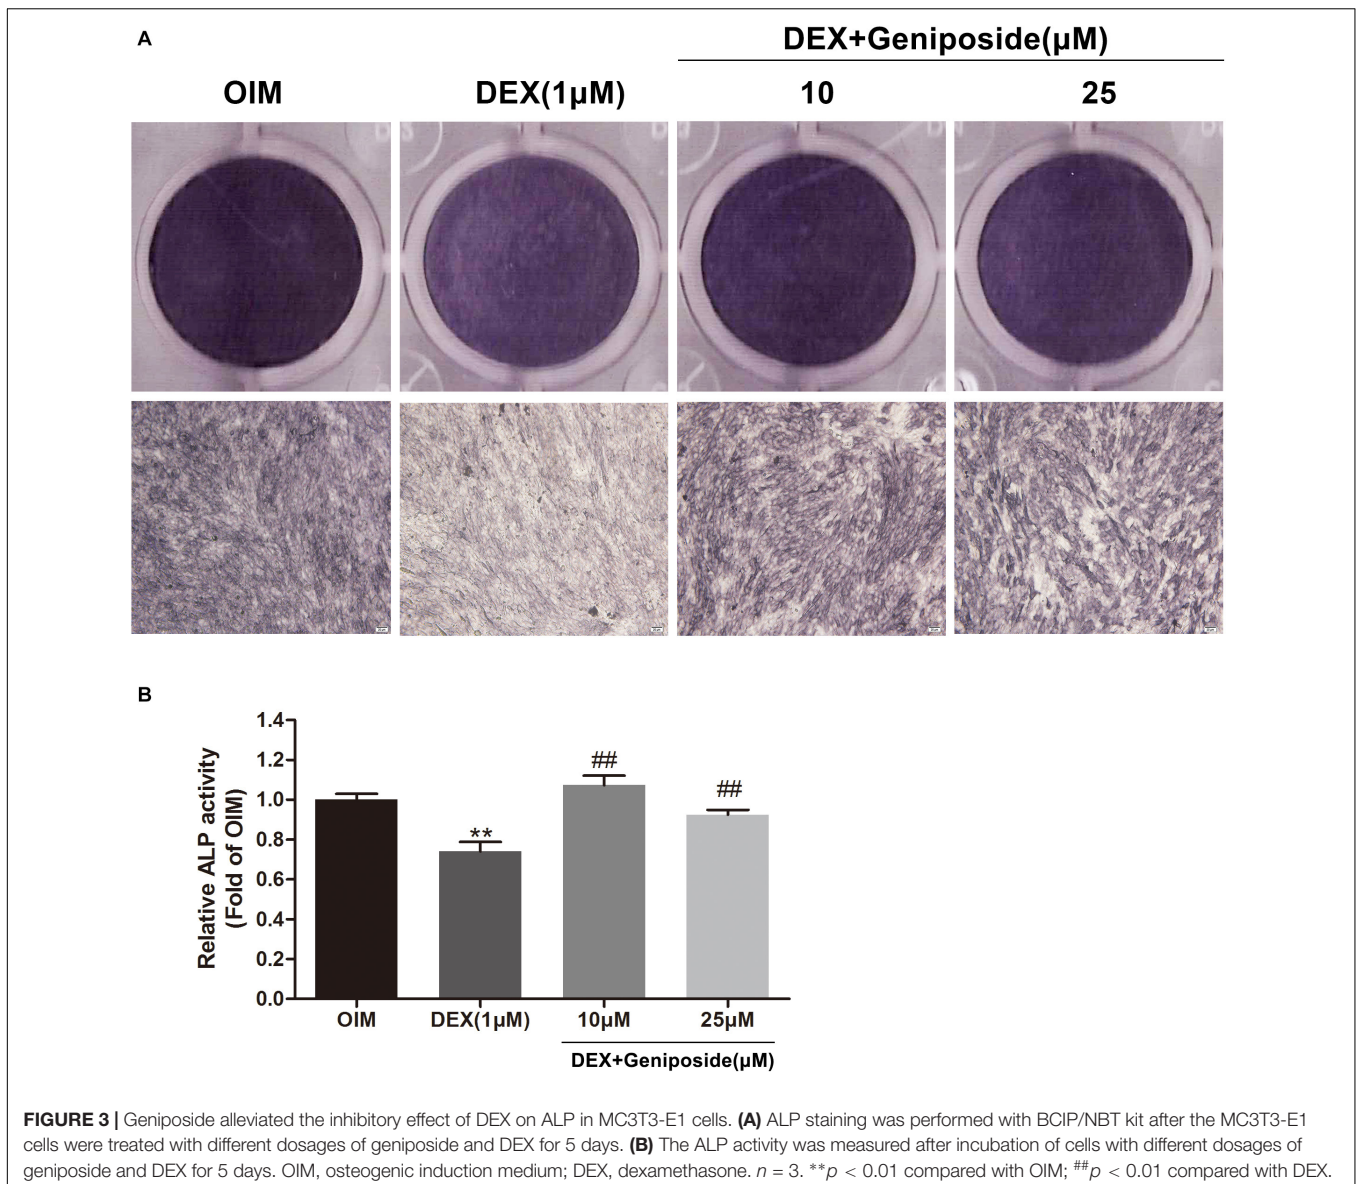 A
DEX+Geniposide(µM)
OIM DEX(1µM) 10 25
B
Relative ALP activity
(Fold of OIM)
1.4
1.2
1.0
0.8
0.6
0.4
0.2
0.0
** ## ##
OIM DEX(1µM) 10µM 25µM
DEX+Geniposide(µM)
FIGURE 3 | Geniposide alleviated the inhibitory effect of DEX on ALP in MC3T3-E1 cells. (A) ALP staining was performed with BCIP/NBT kit after the MC3T3-E1
cells were treated with different dosages of geniposide and DEX for 5 days. (B) The ALP activity was measured after incubation of cells with different dosages of
geniposide and DEX for 5 days. OIM, osteogenic induction medium; DEX, dexamethasone. n = 3. **p < 0.01 compared with OIM; ##p < 0.01 compared with DEX.